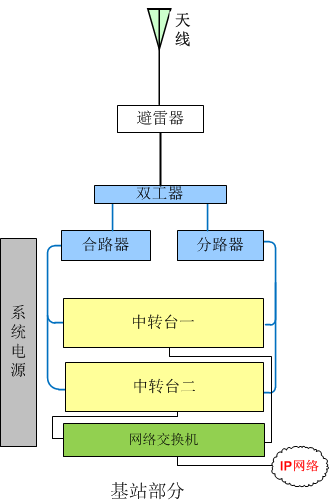 天
线
避雷器
双工器
合路器
分路器
系
统
电
源
中转台一
中转台二
网络交换机
IP网络
基站部分